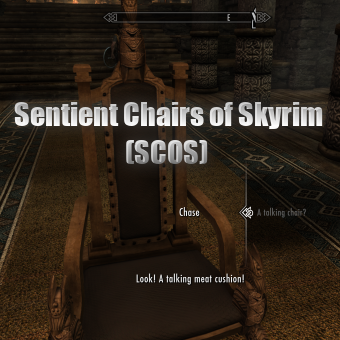 E
Sentient Chairs of Skyrim
(SCOS)
Chase
A talking chair?
Look! A talking meat cushion!